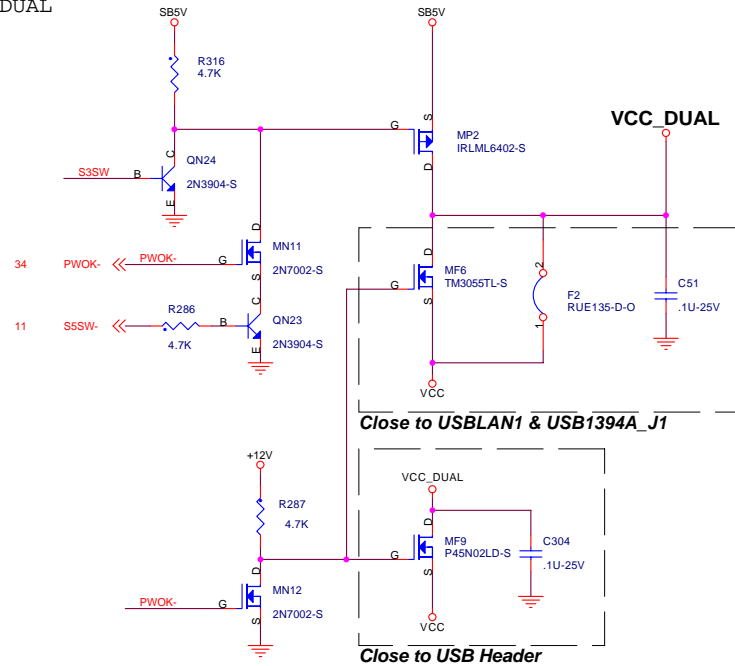 DUAL
SB5V
SB5V
R316
4.7K
VCC_DUAL
G
S
D
MP2
IRLML6402-S
S3SW
B
C
E
QN24
2N3904-S
34
PWOK-
PWOK-
G
D
S
MN11
2N7002-S
G
D
S
MF6
TM3055TL-S
2
1
F2
RUE135-D-O
C51
.1U-25V
11
S5SW-
R286
4.7K
B
C
E
QN23
2N3904-S
VCC
Close to USBLAN1 & USB1394A_J1
+12V
R287
4.7K
VCC_DUAL
G
D
S
MF9
P45N02LD-S
C304
.1U-25V
PWOK-
G
D
S
MN12
2N7002-S
VCC
Close to USB Header